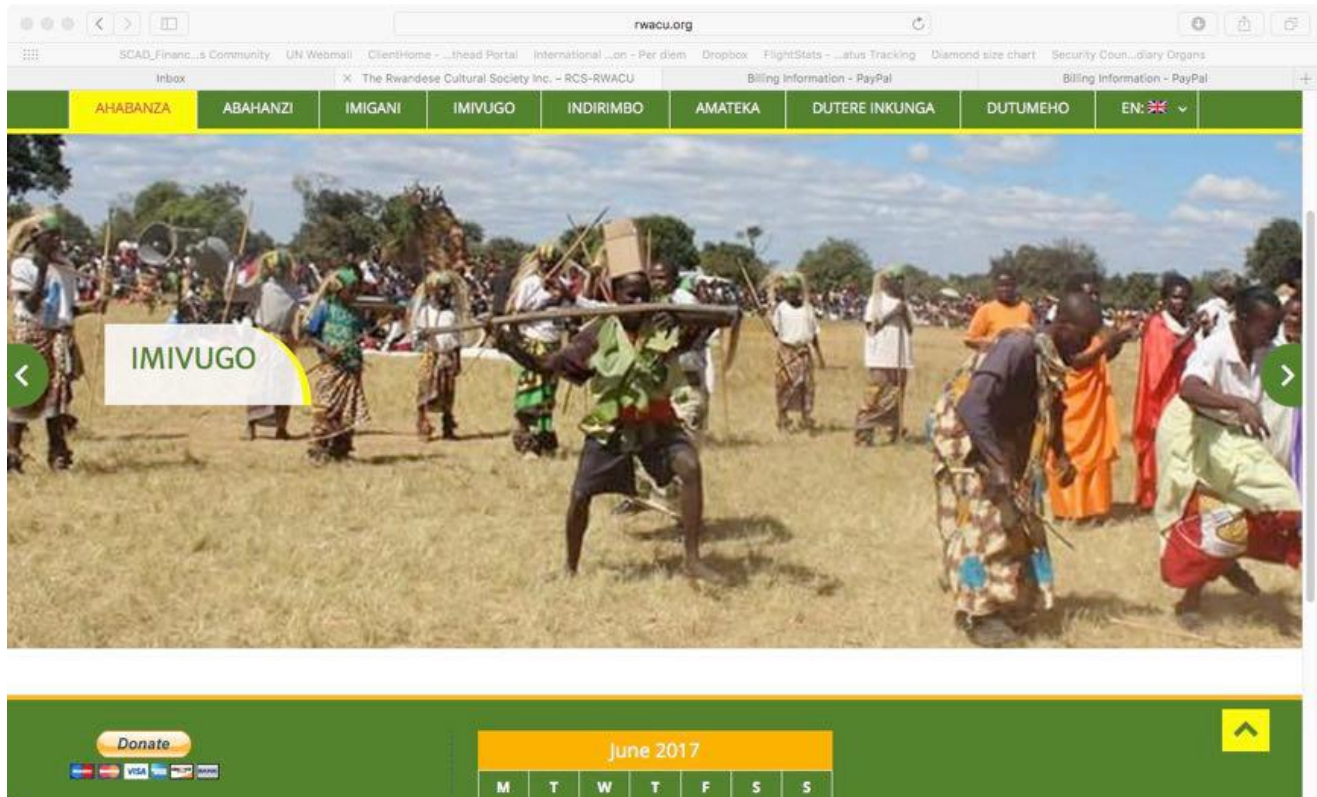 rwacu.org
SCAD_Financ...s Community UN Webmail ClientHome - ...thead Portal International ...on - Per diem Dropbox FlightStats - ...atus Tracking Diamond size chart Security Coun...diary Organs
Inbox × The Rwandese Cultural Society Inc. – RCS-RWACU Billing Information - PayPal Billing Information - PayPal +
AHABANZA ABAHANZI IMIGANI IMIVUGO INDIRIMBO AMATEKA DUTERE INKUNGA DUTUMEHO EN:
IMIVUGO
Donate
VISA
June 2017
M T W T F S S